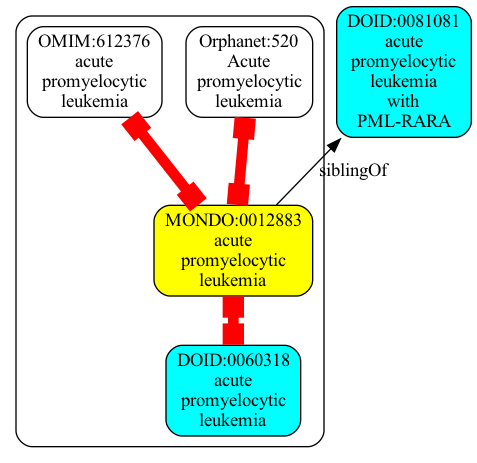 OMIM:612376
acute
promyelocytic
leukemia
Orphanet:520
Acute
promyelocytic
leukemia
DOID:0081081
acute
promyelocytic
leukemia
with
PML-RARA
siblingOf
MONDO:0012883
acute
promyelocytic
leukemia
DOID:0060318
acute
promyelocytic
leukemia